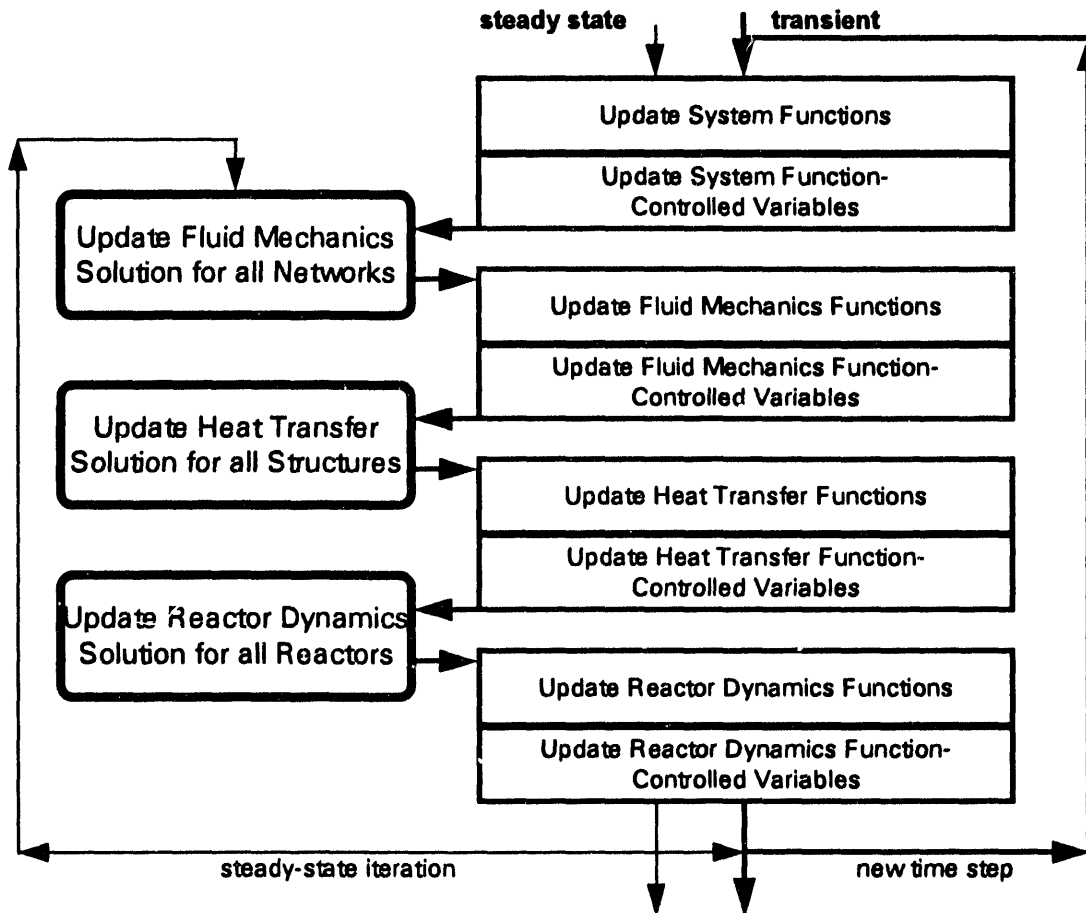 steady state
transient
Update System Functions
Update System Function-
Controlled Variables
Update Fluid Mechanics
Solution for all Networks
Update Fluid Mechanics Functions
Update Fluid Mechanics Function-
Controlled Variables
Update Heat Transfer
Solution for all Structures
Update Heat Transfer Functions
Update Heat Transfer Function-
Controlled Variables
Update Reactor Dynamics
Solution for all Reactors
Update Reactor Dynamics Functions
Update Reactor Dynamics Function-
Controlled Variables
steady-state iteration
new time step